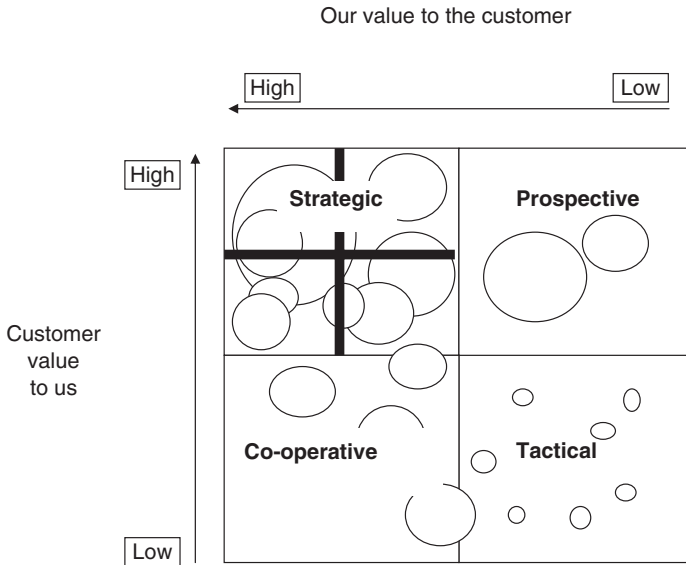 Our value to the customer
High
Low
High
Strategic
Prospective
Customer
value
to us
Co-operative
Tactical
Low